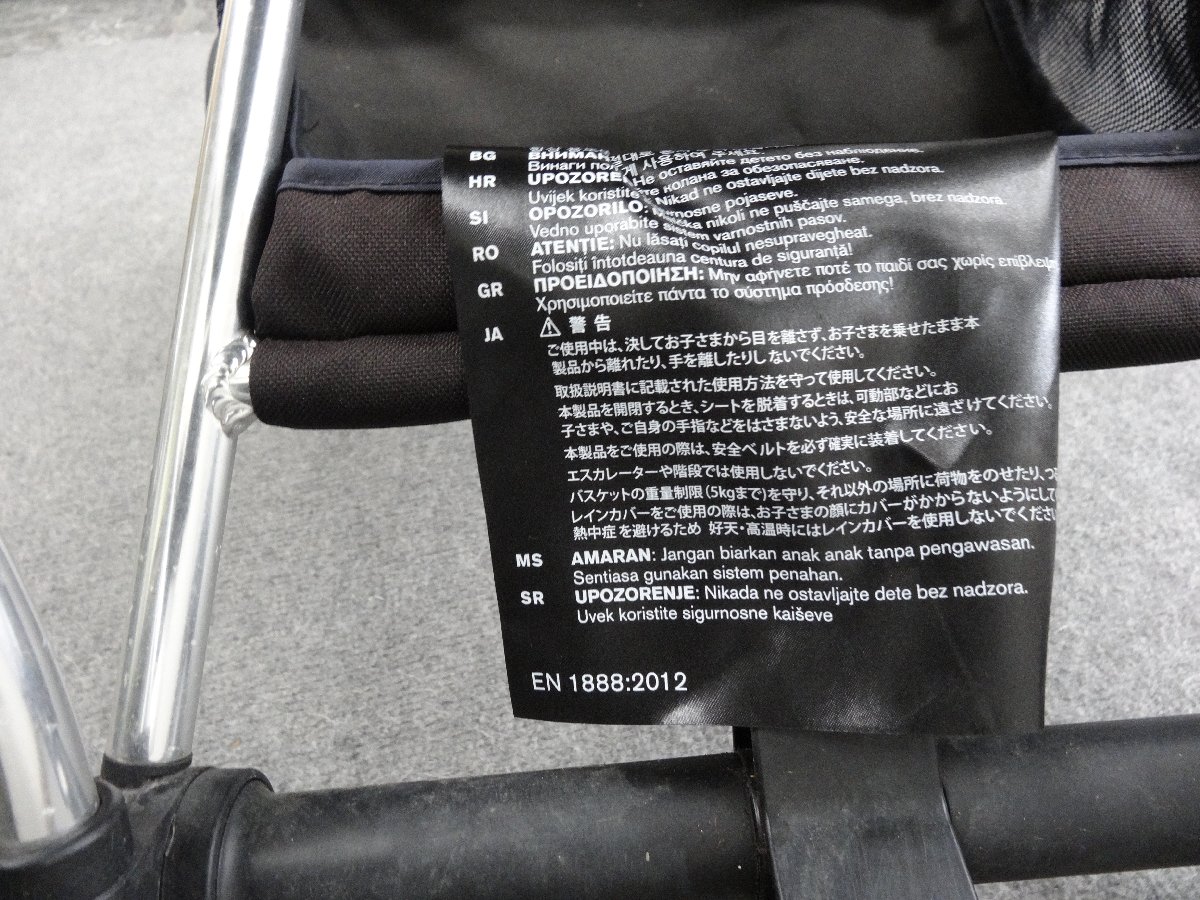 사용하여 주세요.
BG ВНИМАН
Винаги пол
Не оставяйте детето без наблюдение.
колана за обезопасяване.
HR UPOZORE Nikad ne ostavljajte dijete bez nadzora.
Uvijek koristite pojaseve.
SI OPOZORILO: nikoli ne puščajte samega, brez nadzora.
Vedno uporabite sistem varnostnih pasov.
RO ATENȚIE: Nu lăsați copilul nesupravegheat.
Folosiți întotdeauna centura de siguranță!
GR ΠΡΟΕΙΔΟΠΟΙΗΣΗ: Μην αφήνετε ποτέ το παιδί σας χωρίς επίβλεψη
Χρησιμοποιείτε πάντα το σύστημα πρόσδεσης!
JA ⚠ 警告
ご使用中は、決してお子さまから目を離さず、お子さまを乗せたまま本
製品から離れたり、手を離したりしないでください。
取扱説明書に記載された使用方法を守って使用してください。
本製品を開閉するとき、シートを脱着するときは、可動部などにお
子さまや、ご自身の手指などをはさまないよう、安全な場所に遠ざけてください。
本製品をご使用の際は、安全ベルトを必ず確実に装着してください。
エスカレーターや階段では使用しないでください。
バスケットの重量制限(5kgまで)を守り、それ以外の場所に荷物をのせたり、つ
レインカバーをご使用の際は、お子さまの顔にカバーがかからないようにして
熱中症を避けるため 好天・高温時にはレインカバーを使用しないでくだ
MS AMARAN: Jangan biarkan anak anak tanpa pengawasan.
Sentiasa gunakan sistem penahan.
SR UPOZORENJE: Nikada ne ostavljajte dete bez nadzora.
Uvek koristite sigurnosne kaiševe
EN 1888:2012